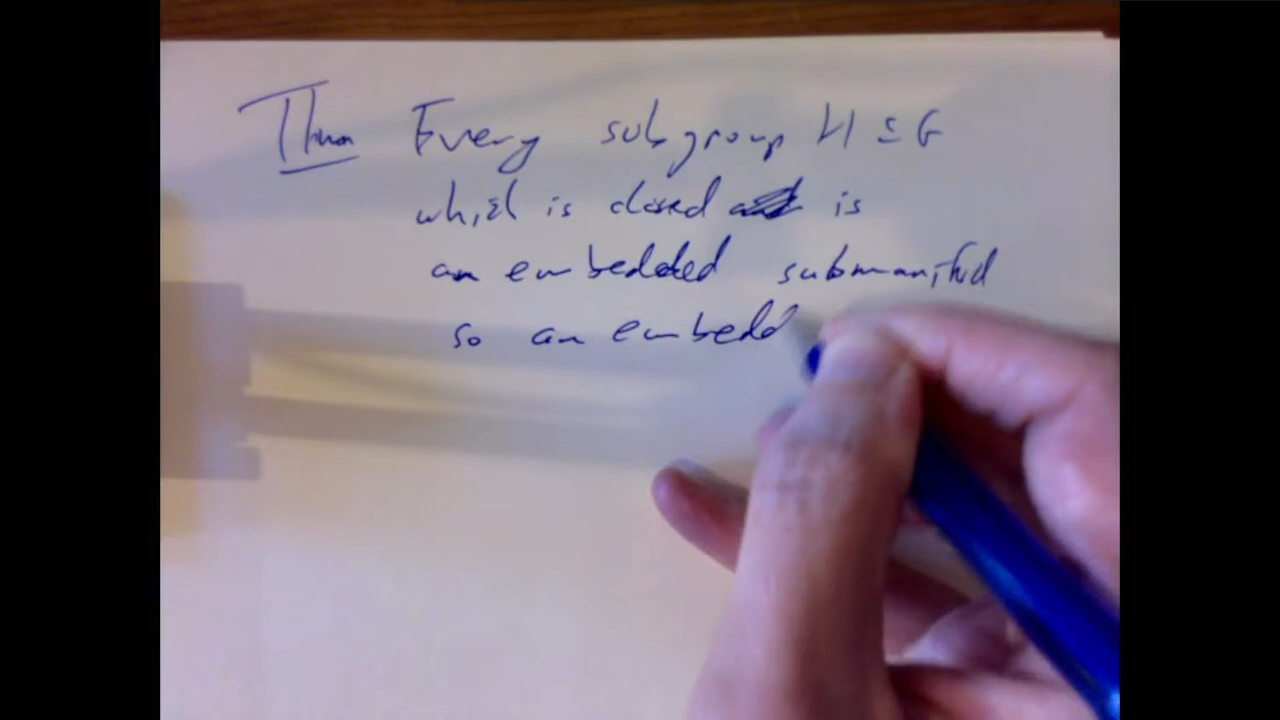 Thm Every subgroup H ≤ G
which is closed is
an embedded submanifold
so an embedd